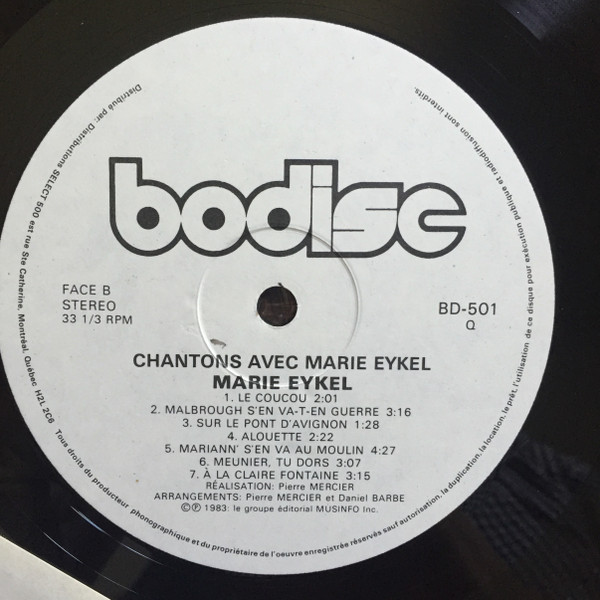 bodisc
FACE B
STEREO
33 1/3 RPM
BD-501
Q
CHANTONS AVEC MARIE EYKEL
MARIE EYKEL
1. LE COUCOU 2:01
2. MALBROUGH S'EN VA-T-EN GUERRE 3:16
3. SUR LE PONT D'AVIGNON 1:28
4. ALOUETTE 2:22
5. MARIANN' S'EN VA AU MOULIN 4:27
6. MEUNIER, TU DORS 3:07
7. À LA CLAIRE FONTAINE 3:15
RÉALISATION: Pierre MERCIER
ARRANGEMENTS: Pierre MERCIER et Daniel BARBE
©℗ 1983: le groupe éditorial MUSINFO Inc.
Distribué par: Distributions SELECT 500 est rue Ste Catherine, Montréal, Québec H2L 2C6 Tous droits du producteur phonographique et du propriétaire de l'oeuvre enregistrée réservés sauf autorisation, la duplication, la location, le prêt, l'utilisation de ce disque pour exécution publique et radiodiffusion sont interdits.